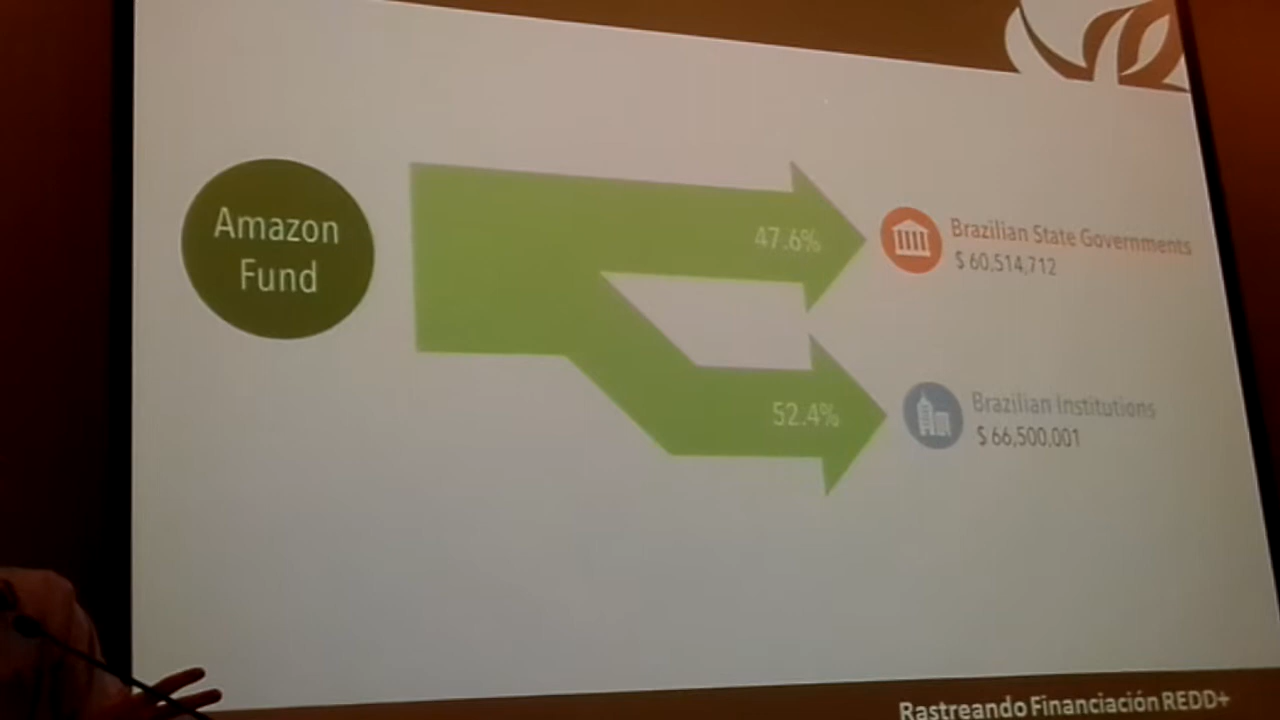 Amazon
Fund
47.6%
Brazilian State Governments
$ 60,514,712
52.4%
Brazilian Institutions
$ 66,500,001
Rastreando Financiación REDD+